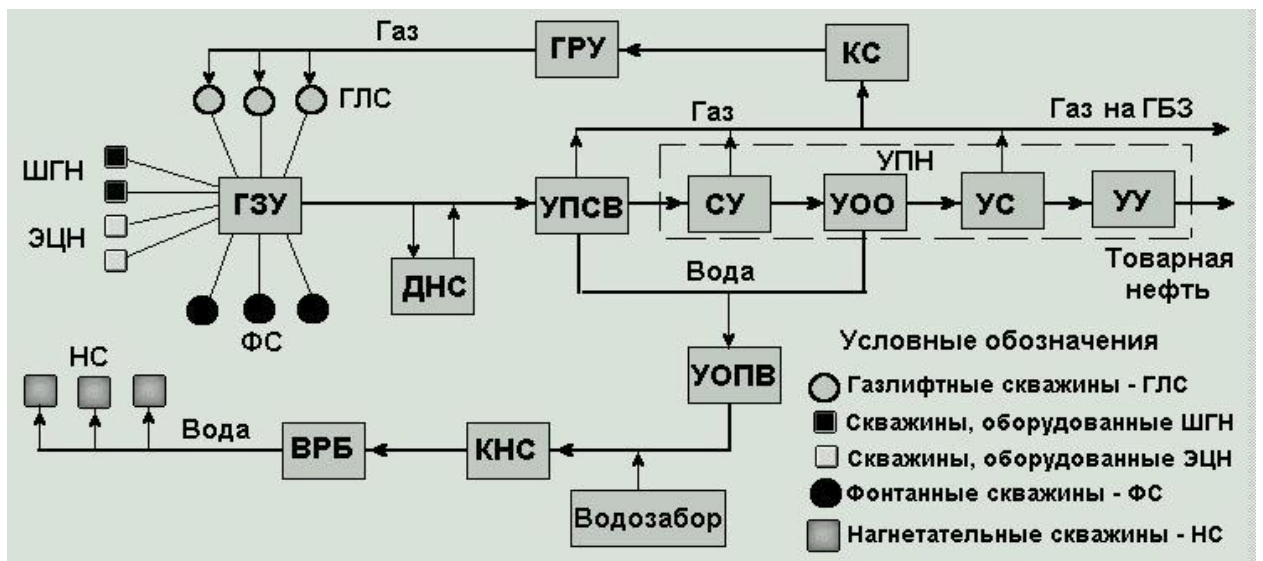 Газ
ГРУ
КС
ГЛС
Газ
Газ на ГБЗ
ШГН
УПН
ГЗУ
УПСВ
СУ
УОО
УС
УУ
ЭЦН
ДНС
Вода
Товарная
нефть
ФС
НС
УОПВ
Условные обозначения
Газлифтные скважины - ГЛС
Скважины, оборудованные ШГН
Скважины, оборудованные ЭЦН
Фонтанные скважины - ФС
Нагнетательные скважины - НС
Вода
ВРБ
КНС
Водозабор